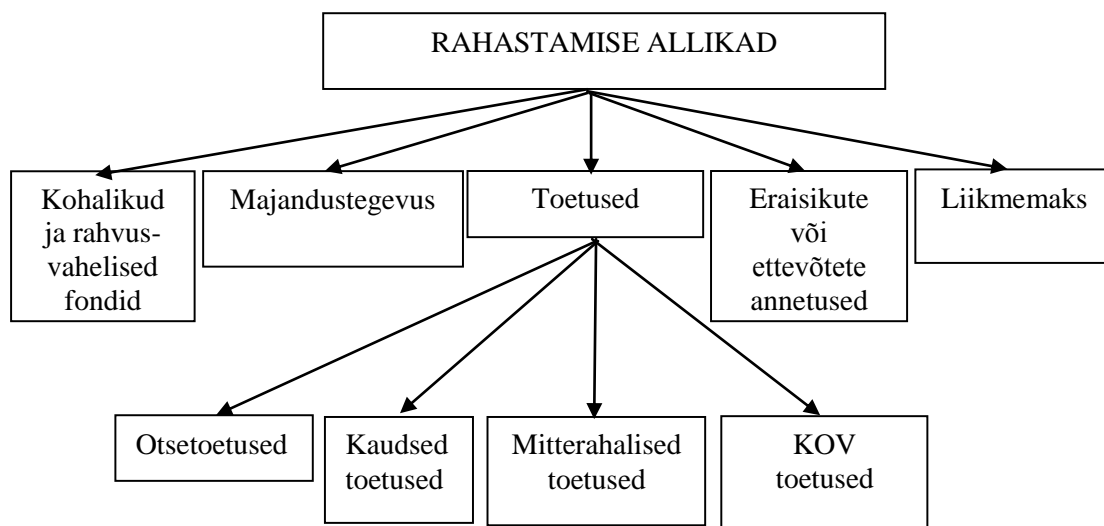 RAHASTAMISE ALLIKAD
Kohalikud
ja rahvus-
vahelised
fondid
Majandustegevus
Toetused
Eraisikute
või
ettevõtete
annetused
Liikmemaks
Otsetoetused
Kaudsed
toetused
Mitterahalised
toetused
KOV
toetused